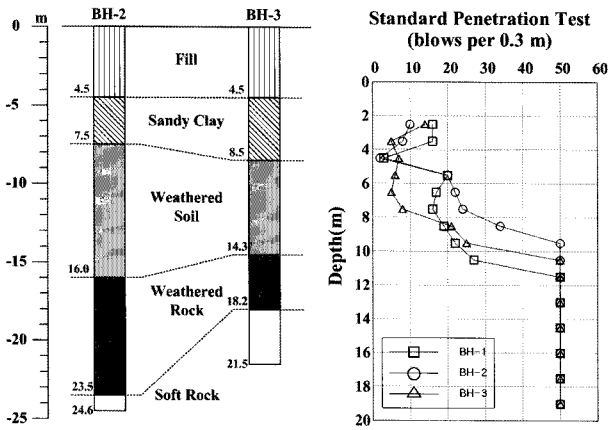 m
BH-2
BH-3
0
-5
-10
-15
-20
-25
Fill
4.5
4.5
Sandy Clay
7.5
8.5
Weathered
Soil
14.3
16.0
Weathered
Rock
18.2
21.5
23.5
Soft Rock
24.6
Standard Penetration Test
(blows per 0.3 m)
0 10 20 30 40 50 60
Depth(m)
0
2
4
6
8
10
12
14
16
18
20
BH-1
BH-2
BH-3